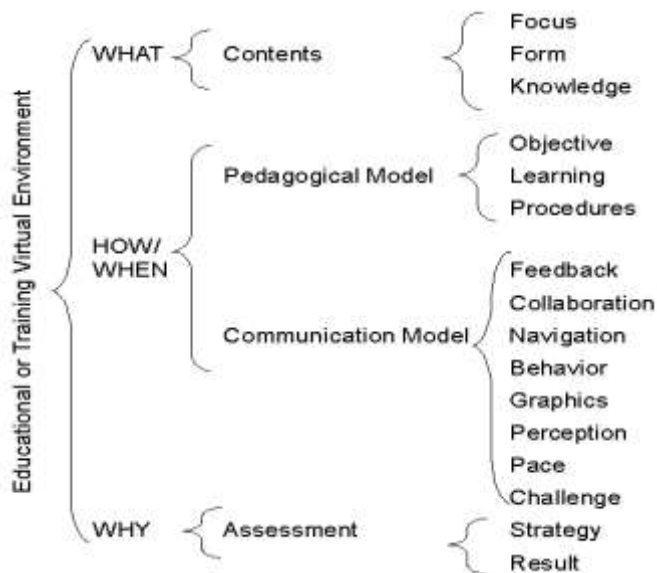 Educational or Training Virtual Environment
WHAT
Contents
Focus
Form
Knowledge
HOW/
WHEN
Pedagogical Model
Objective
Learning
Procedures
Communication Model
Feedback
Collaboration
Navigation
Behavior
Graphics
Perception
Pace
Challenge
WHY
Assessment
Strategy
Result